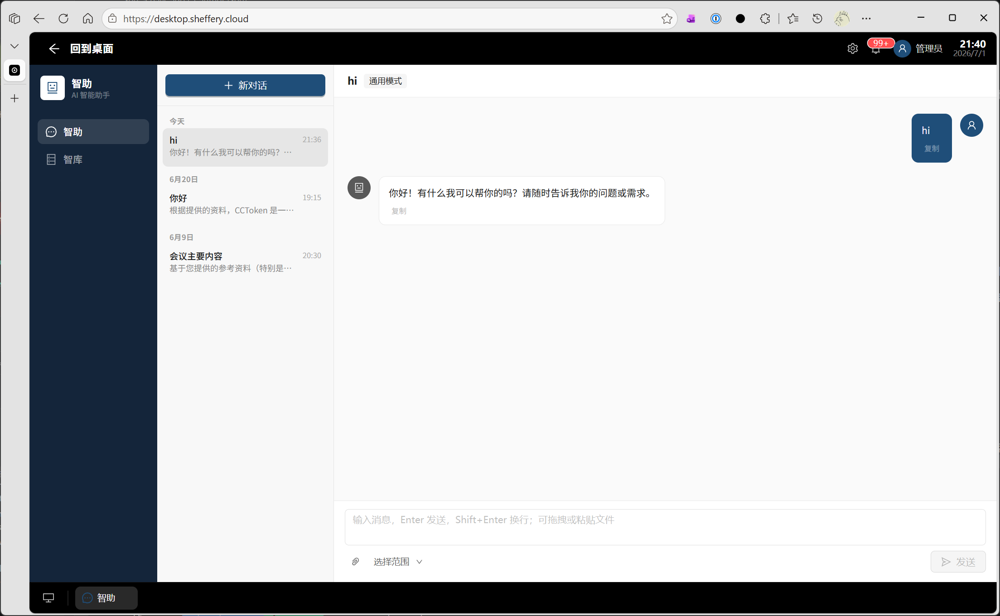 https://desktop.sheffery.cloud
回到桌面
99+
管理员
21:40
2026/7/1
智助
AI 智能助手
智助
智库
新对话
今天
hi 21:36
你好！有什么我可以帮你的吗？…
6月20日
你好 19:15
根据提供的资料，CCToken 是一…
6月9日
会议主要内容 20:30
基于您提供的参考资料（特别是…
hi 通用模式
hi
复制
你好！有什么我可以帮你的吗？请随时告诉我你的问题或需求。
复制
输入消息，Enter 发送，Shift+Enter 换行；可拖拽或粘贴文件
选择范围
发送
智助